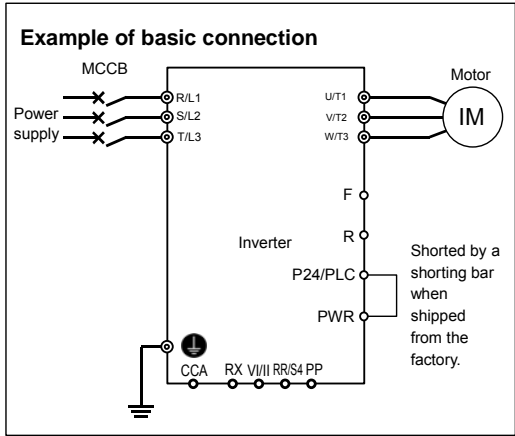 Example of basic connection
MCCB
Motor
R/L1
U/T1
Power
S/L2
V/T2
IM
supply
T/L3
W/T3
F
R
Inverter
P24/PLC
PWR
Shorted by a
shorting bar
when
shipped
from the
factory.
CCA RX VI/II RR/S4 PP